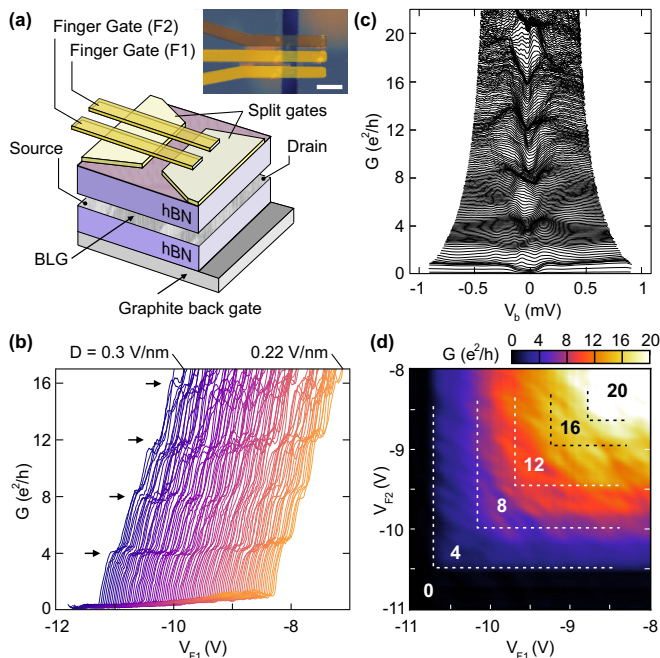 (a)
Finger Gate (F2)
Finger Gate (F1)
Split gates
Source
Drain
hBN
hBN
BLG
Graphite back gate
(b)
D = 0.3 V/nm
0.22 V/nm
16
12
8
4
0
G (e²/h)
-12
-10
-8
V_F1 (V)
(c)
20
16
12
8
4
0
G (e²/h)
-1
-0.5
0
0.5
1
V_b (mV)
(d)
G (e²/h)
0 4 8 12 16 20
-8
-9
-10
-11
V_F2 (V)
20
16
12
8
4
0
-11
-10
-9
-8
V_F1 (V)